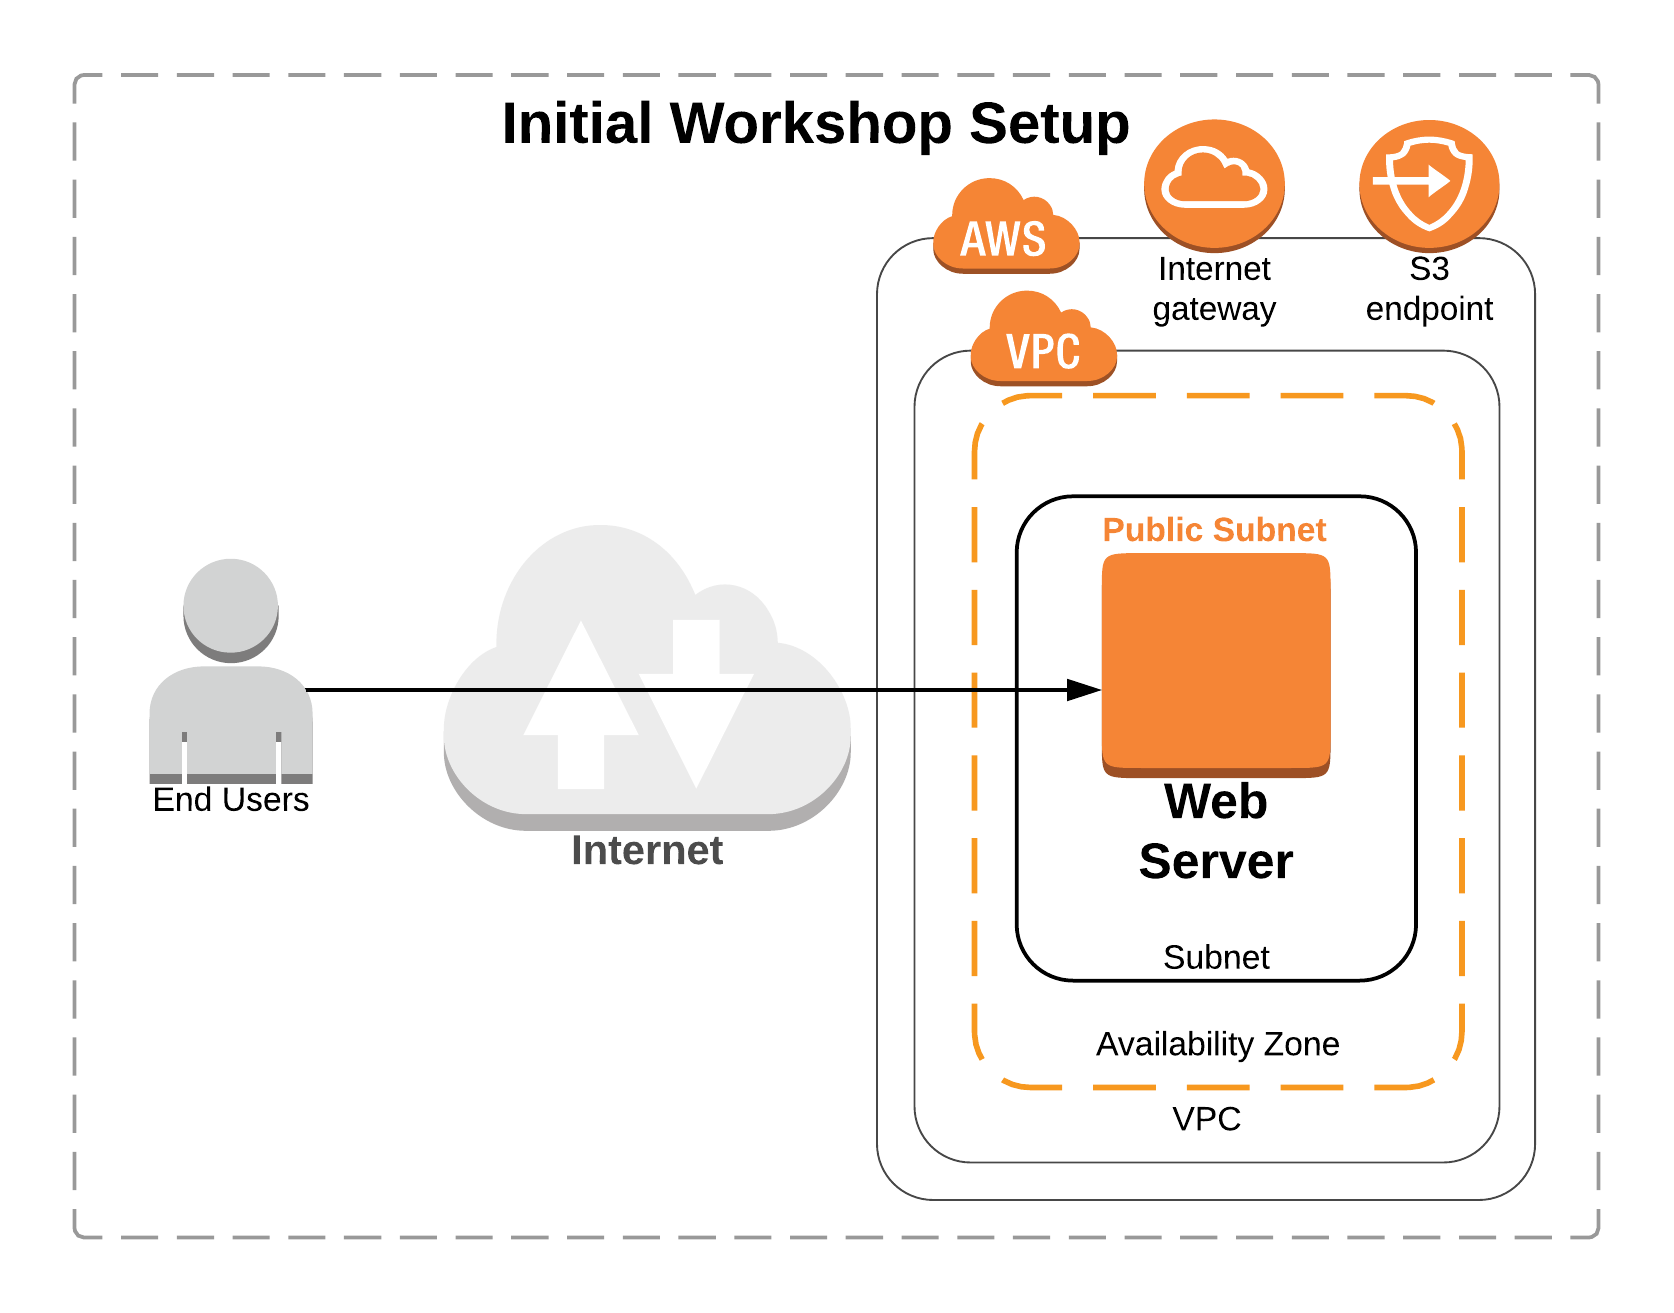 Initial Workshop Setup
AWS
Internet
gateway
S3
endpoint
VPC
Public Subnet
Web
Server
Subnet
Availability Zone
VPC
End Users
Internet